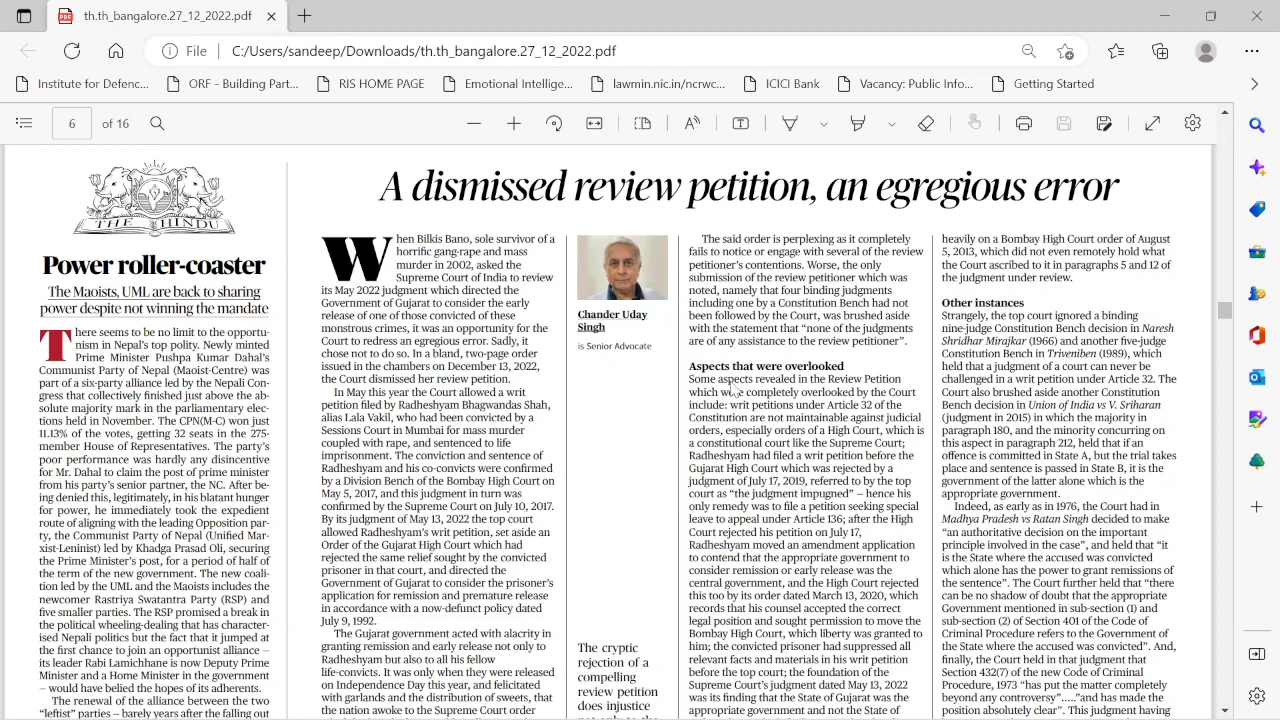 th.th_bangalore.27_12_2022.pdf
File
C:/Users/sandeep/Downloads/th.th_bangalore.27_12_2022.pdf
Institute for Defenc...
ORF - Building Part...
RIS HOME PAGE
Emotional Intellige...
lawmin.nic.in/ncrwc...
ICICI Bank
Vacancy: Public Info...
Getting Started
6 of 16
THE HINDU
Power roller-coaster
The Maoists, UML are back to sharing
power despite not winning the mandate
There seems to be no limit to the opportu-
nism in Nepal's top polity. Newly minted
Prime Minister Pushpa Kumar Dahal's
Communist Party of Nepal (Maoist-Centre) was
part of a six-party alliance led by the Nepali Con-
gress that collectively finished just above the ab-
solute majority mark in the parliamentary elec-
tions held in November. The CPN(M-C) won just
11.13% of the votes, getting 32 seats in the 275-
member House of Representatives. The party's
poor performance was hardly any disincentive
for Mr. Dahal to claim the post of prime minister
from his party's senior partner, the NC. After be-
ing denied this, legitimately, in his blatant hunger
for power, he immediately took the expedient
route of aligning with the leading Opposition par-
ty, the Communist Party of Nepal (Unified Mar-
xist-Leninist) led by Khadga Prasad Oli, securing
the Prime Minister's post, for a period of half of
the term of the new government. The new coali-
tion led by the UML and the Maoists includes the
newcomer Rastriya Swatantra Party (RSP) and
five smaller parties. The RSP promised a break in
the political wheeling-dealing that has character-
ised Nepali politics but the fact that it jumped at
the first chance to join an opportunist alliance —
its leader Rabi Lamichhane is now Deputy Prime
Minister and a Home Minister in the government
— would have belied the hopes of its adherents.
The renewal of the alliance between the two
"leftist" parties — barely years after the falling out
A dismissed review petition, an egregious error
When Bilkis Bano, sole survivor of a
horrific gang-rape and mass
murder in 2002, asked the
Supreme Court of India to review
its May 2022 judgment which directed the
Government of Gujarat to consider the early
release of one of those convicted of these
monstrous crimes, it was an opportunity for the
Court to redress an egregious error. Sadly, it
chose not to do so. In a bland, two-page order
issued in the chambers on December 13, 2022,
the Court dismissed her review petition.
In May this year the Court allowed a writ
petition filed by Radheshyam Bhagwandas Shah,
alias Lala Vakil, who had been convicted by a
Sessions Court in Mumbai for mass murder
coupled with rape, and sentenced to life
imprisonment. The conviction and sentence of
Radheshyam and his co-convicts were confirmed
by a Division Bench of the Bombay High Court on
May 5, 2017, and this judgment in turn was
confirmed by the Supreme Court on July 10, 2017.
By its judgment of May 13, 2022 the top court
allowed Radheshyam's writ petition, set aside an
Order of the Gujarat High Court which had
rejected the same relief sought by the convicted
prisoner in that court, and directed the
Government of Gujarat to consider the prisoner's
application for remission and premature release
in accordance with a now-defunct policy dated
July 9, 1992.
The Gujarat government acted with alacrity in
granting remission and early release not only to
Radheshyam but also to all his fellow
life-convicts. It was only when they were released
on Independence Day this year, and felicitated
with garlands and the distribution of sweets, that
the nation awoke to the Supreme Court order
Chander Uday
Singh
is Senior Advocate
The cryptic
rejection of a
compelling
review petition
does injustice
not only to the
The said order is perplexing as it completely
fails to notice or engage with several of the review
petitioner's contentions. Worse, the only
submission of the review petitioner which was
noted, namely that four binding judgments
including one by a Constitution Bench had not
been followed by the Court, was brushed aside
with the statement that "none of the judgments
are of any assistance to the review petitioner".
Aspects that were overlooked
Some aspects revealed in the Review Petition
which were completely overlooked by the Court
include: writ petitions under Article 32 of the
Constitution are not maintainable against judicial
orders, especially orders of a High Court, which is
a constitutional court like the Supreme Court;
Radheshyam had filed a writ petition before the
Gujarat High Court which was rejected by a
judgment of July 17, 2019, referred to by the top
court as "the judgment impugned" — hence his
only remedy was to file a petition seeking special
leave to appeal under Article 136; after the High
Court rejected his petition on July 17,
Radheshyam moved an amendment application
to contend that the appropriate government to
consider remission or early release was the
central government, and the High Court rejected
this too by its order dated March 13, 2020, which
records that his counsel accepted the correct
legal position and sought permission to move the
Bombay High Court, which liberty was granted to
him; the convicted prisoner had suppressed all
relevant facts and materials in his writ petition
before the top court; the foundation of the
Supreme Court's judgment dated May 13, 2022
was its finding that the State of Gujarat was the
appropriate government and not the State of
heavily on a Bombay High Court order of August
5, 2013, which did not even remotely hold what
the Court ascribed to it in paragraphs 5 and 12 of
the judgment under review.
Other instances
Strangely, the top court ignored a binding
nine-judge Constitution Bench decision in Naresh
Shridhar Mirajkar (1966) and another five-judge
Constitution Bench in Triveniben (1989), which
held that a judgment of a court can never be
challenged in a writ petition under Article 32. The
Court also brushed aside another Constitution
Bench decision in Union of India vs V. Sriharan
(judgment in 2015) in which the majority in
paragraph 180, and the minority concurring on
this aspect in paragraph 212, held that if an
offence is committed in State A, but the trial takes
place and sentence is passed in State B, it is the
government of the latter alone which is the
appropriate government.
Indeed, as early as in 1976, the Court had in
Madhya Pradesh vs Ratan Singh decided to make
"an authoritative decision on the important
principle involved in the case", and held that "it
is the State where the accused was convicted
which alone has the power to grant remissions of
the sentence". The Court further held that "there
can be no shadow of doubt that the appropriate
Government mentioned in sub-section (1) and
sub-section (2) of Section 401 of the Code of
Criminal Procedure refers to the Government of
the State where the accused was convicted". And,
finally, the Court held in that judgment that
Section 432(7) of the new Code of Criminal
Procedure, 1973 "has put the matter completely
beyond any controversy"....."and has made the
position absolutely clear". This judgment having